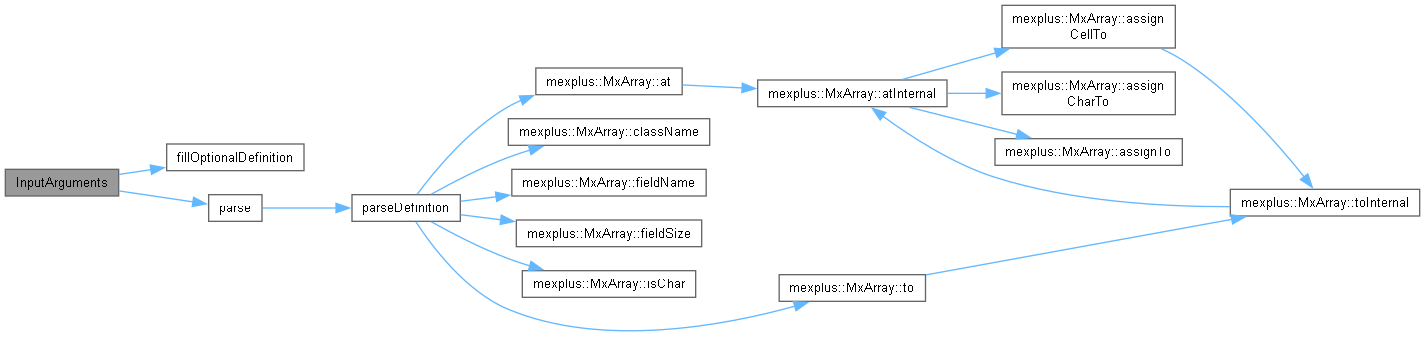 InputArguments
fillOptionalDefinition
parse
parseDefinition
mexplus::MxArray::at
mexplus::MxArray::className
mexplus::MxArray::fieldName
mexplus::MxArray::fieldSize
mexplus::MxArray::isChar
mexplus::MxArray::to
mexplus::MxArray::atInternal
mexplus::MxArray::assign
CellTo
mexplus::MxArray::assign
CharTo
mexplus::MxArray::assignTo
mexplus::MxArray::toInternal